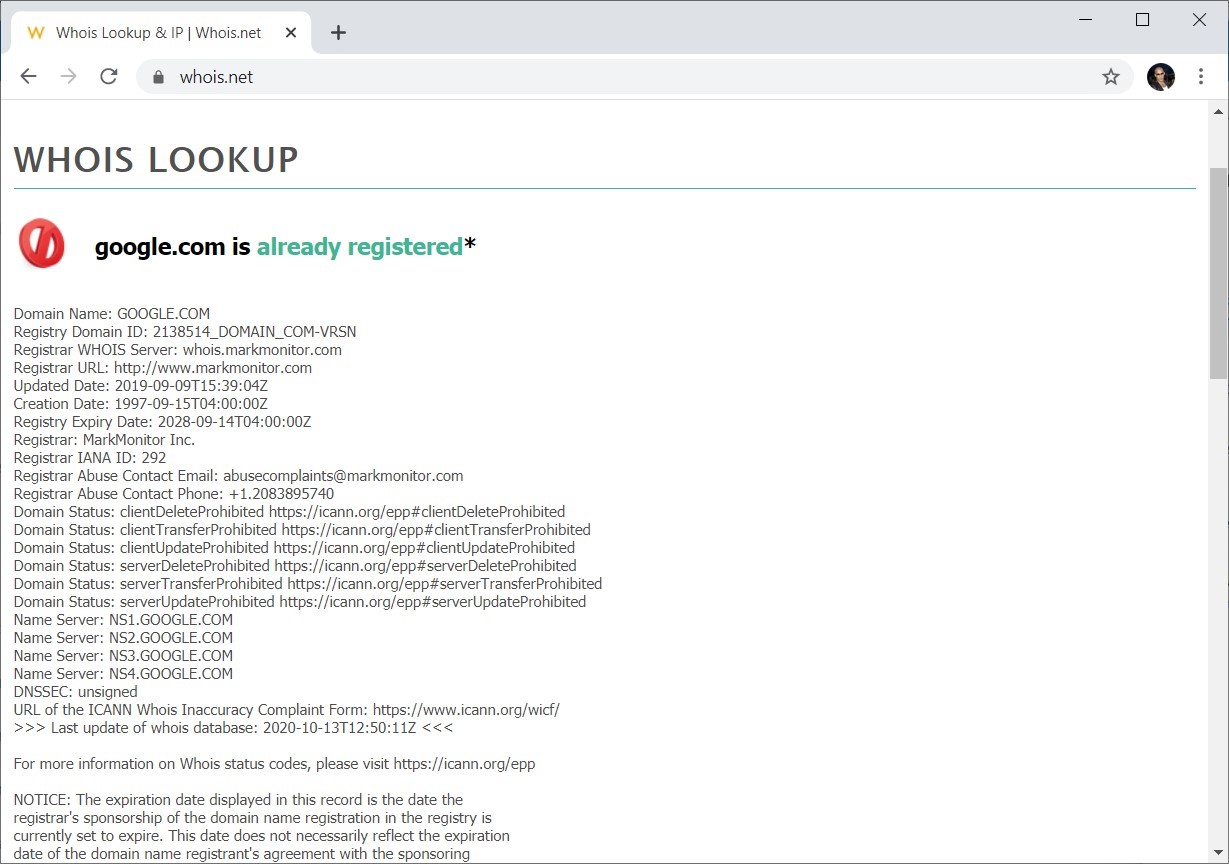 Whois Lookup & IP | Whois.net
whois.net
WHOIS LOOKUP
google.com is already registered*
Domain Name: GOOGLE.COM
Registry Domain ID: 2138514_DOMAIN_COM-VRSN
Registrar WHOIS Server: whois.markmonitor.com
Registrar URL: http://www.markmonitor.com
Updated Date: 2019-09-09T15:39:04Z
Creation Date: 1997-09-15T04:00:00Z
Registry Expiry Date: 2028-09-14T04:00:00Z
Registrar: MarkMonitor Inc.
Registrar IANA ID: 292
Registrar Abuse Contact Email: abusecomplaints@markmonitor.com
Registrar Abuse Contact Phone: +1.2083895740
Domain Status: clientDeleteProhibited https://icann.org/epp#clientDeleteProhibited
Domain Status: clientTransferProhibited https://icann.org/epp#clientTransferProhibited
Domain Status: clientUpdateProhibited https://icann.org/epp#clientUpdateProhibited
Domain Status: serverDeleteProhibited https://icann.org/epp#serverDeleteProhibited
Domain Status: serverTransferProhibited https://icann.org/epp#serverTransferProhibited
Domain Status: serverUpdateProhibited https://icann.org/epp#serverUpdateProhibited
Name Server: NS1.GOOGLE.COM
Name Server: NS2.GOOGLE.COM
Name Server: NS3.GOOGLE.COM
Name Server: NS4.GOOGLE.COM
DNSSEC: unsigned
URL of the ICANN Whois Inaccuracy Complaint Form: https://www.icann.org/wicf/
>>> Last update of whois database: 2020-10-13T12:50:11Z <<<
For more information on Whois status codes, please visit https://icann.org/epp
NOTICE: The expiration date displayed in this record is the date the
registrar's sponsorship of the domain name registration in the registry is
currently set to expire. This date does not necessarily reflect the expiration
date of the domain name registrant's agreement with the sponsoring